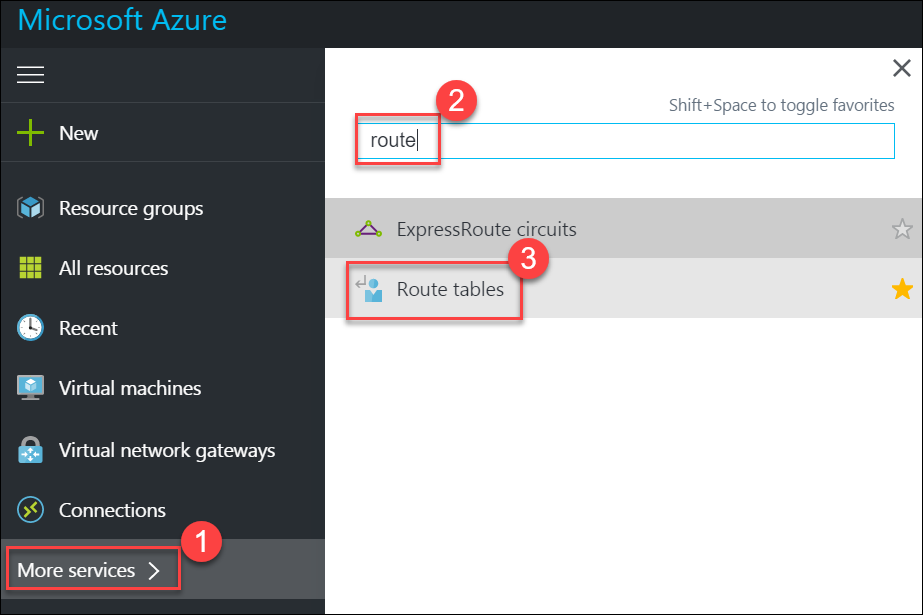 Microsoft Azure
New
Resource groups
All resources
Recent
Virtual machines
Virtual network gateways
Connections
More services
1
2
Shift+Space to toggle favorites
route
ExpressRoute circuits
3
Route tables